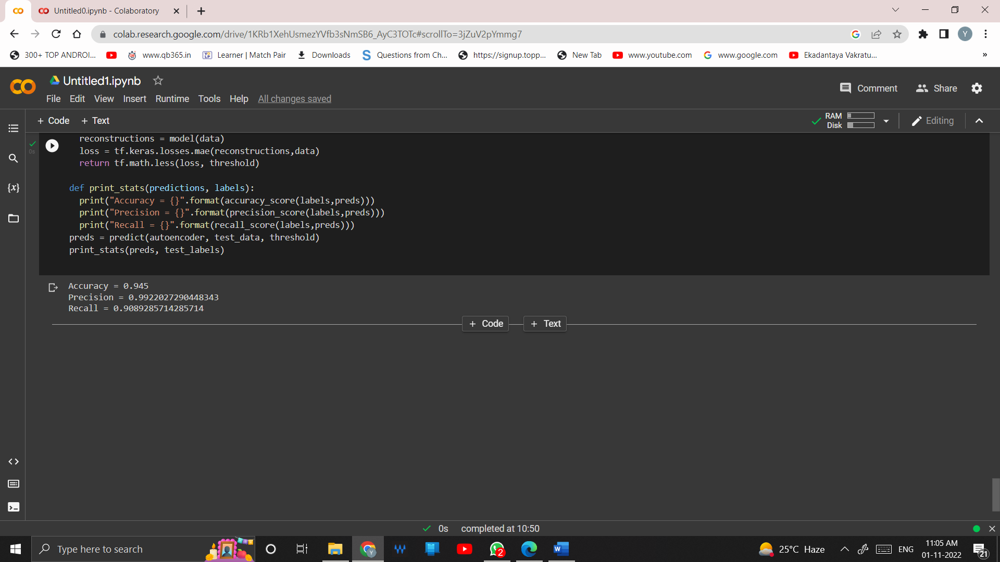 Untitled0.ipynb - Colaboratory
colab.research.google.com/drive/1KRb1XehUsmezYVfb3sNmSB6_AyC3TOTc#scrollTo=3jZuV2pYmmg7
Y
300+ TOP ANDROI... www.qb365.in Learner | Match Pair Downloads Questions from Ch... https://signup.topp... New Tab www.youtube.com www.google.com Ekadantaya Vakratu... »
Untitled1.ipynb
File Edit View Insert Runtime Tools Help All changes saved
Comment Share
+ Code + Text
RAM
Disk
Editing
{x}
0s
reconstructions = model(data)
loss = tf.keras.losses.mae(reconstructions,data)
return tf.math.less(loss, threshold)
def print_stats(predictions, labels):
print("Accuracy = {}".format(accuracy_score(labels,preds)))
print("Precision = {}".format(precision_score(labels,preds)))
print("Recall = {}".format(recall_score(labels,preds)))
preds = predict(autoencoder, test_data, threshold)
print_stats(preds, test_labels)
Accuracy = 0.945
Precision = 0.9922027290448343
Recall = 0.9089285714285714
+ Code + Text
0s completed at 10:50
Type here to search
Y
2
W
25°C Haze
ENG
11:05 AM
01-11-2022
21